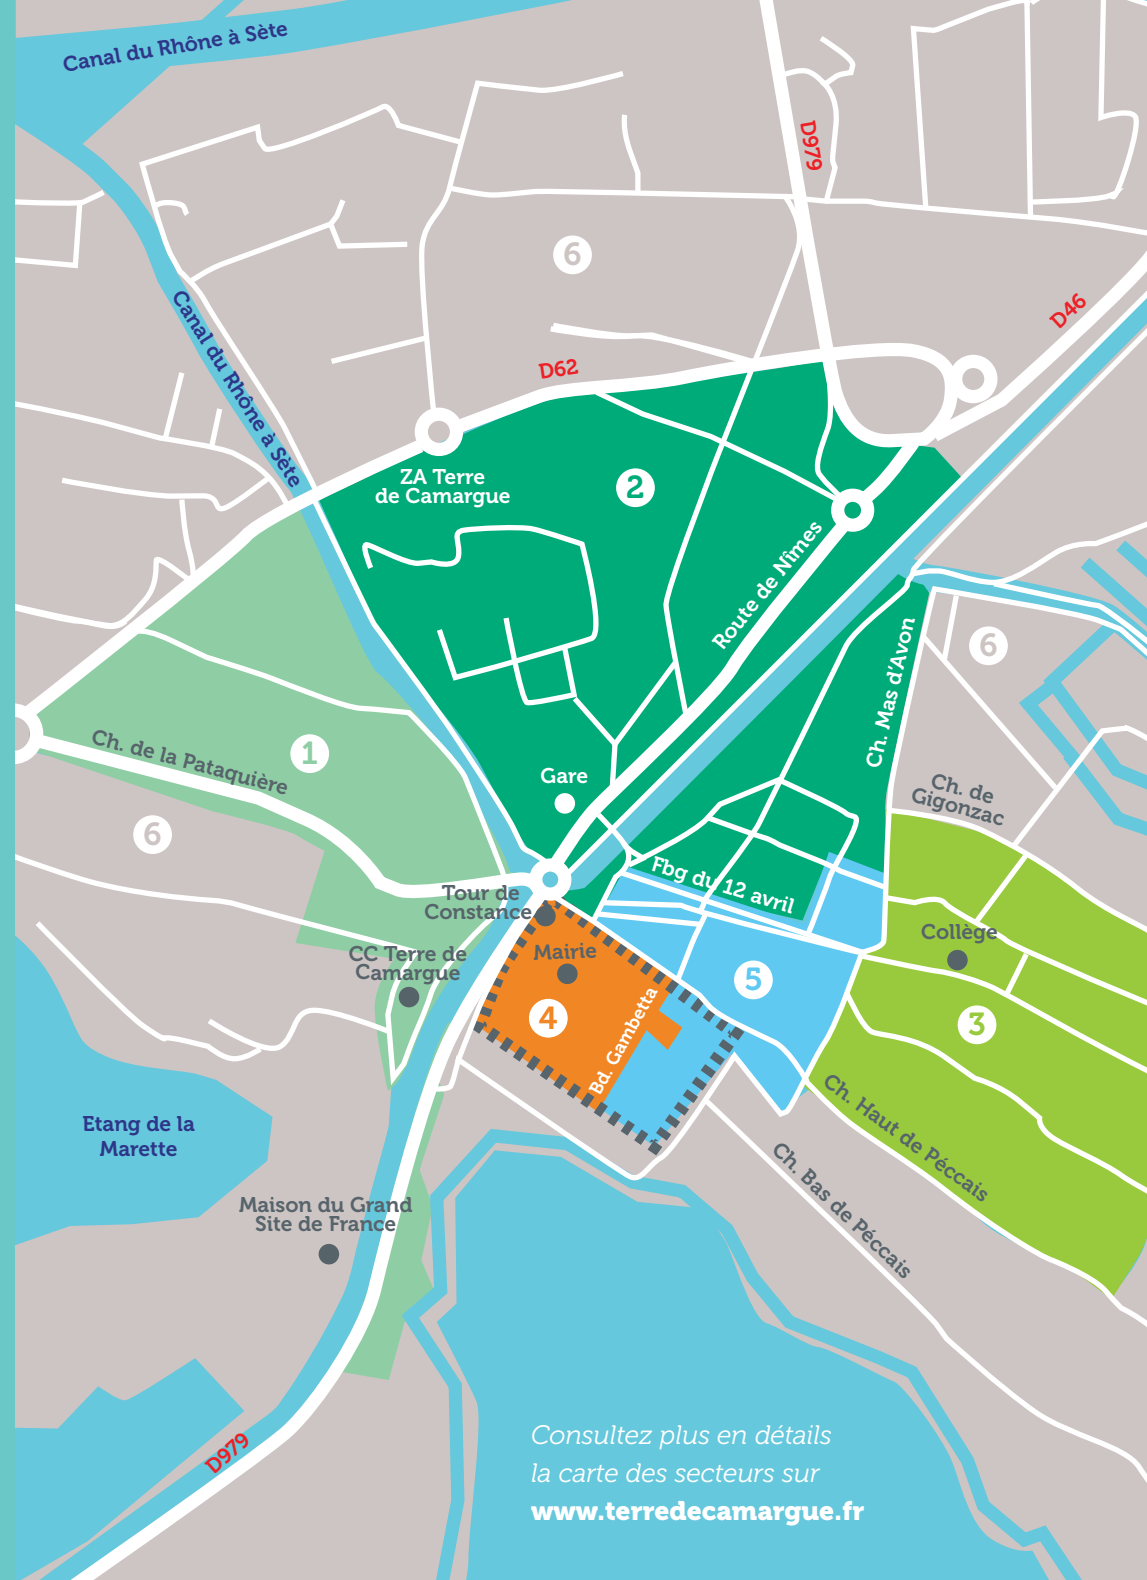 Canal du Rhône à Sète
D979
6
D46
Canal du Rhône à Sète
D62
ZA Terre
de Camargue
2
Route de Nîmes
6
Ch. Mas d'Avon
Ch. de la Pataquière
1
Gare
Ch. de
Gigonzac
6
Fbg du 12 avril
Tour de
Constance
Collège
CC Terre de
Camargue
Mairie
5
4
3
Bd. Gambetta
Etang de la
Marette
Ch. Haut de Péccais
Ch. Bas de Péccais
Maison du Grand
Site de France
D979
Consultez plus en détails
la carte des secteurs sur
www.terredecamargue.fr